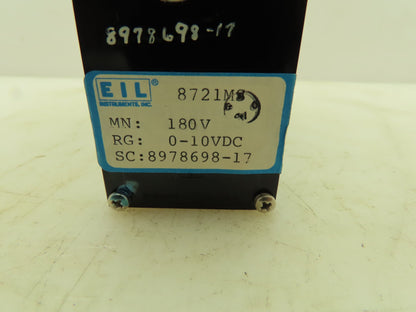 8978698-17
EIL®
INSTRUMENTS, INC.
8721MS
MN: 180V
RG: 0-10VDC
SC:8978698-17